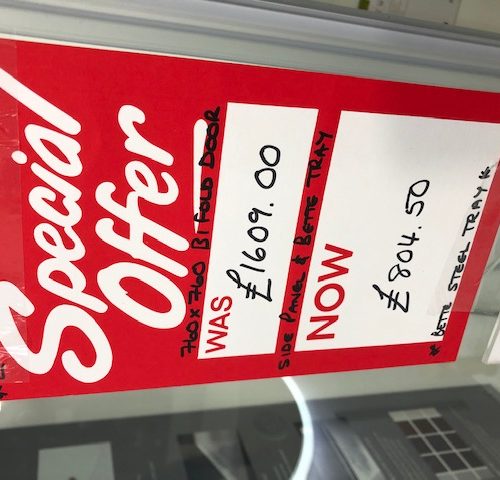 Special
Offer
760 x 760 BI FOLD DOOR
WAS
£1609.00
SIDE PANEL & BETTE TRAY
NOW
£804.50
* BETTE STEEL TRAY *